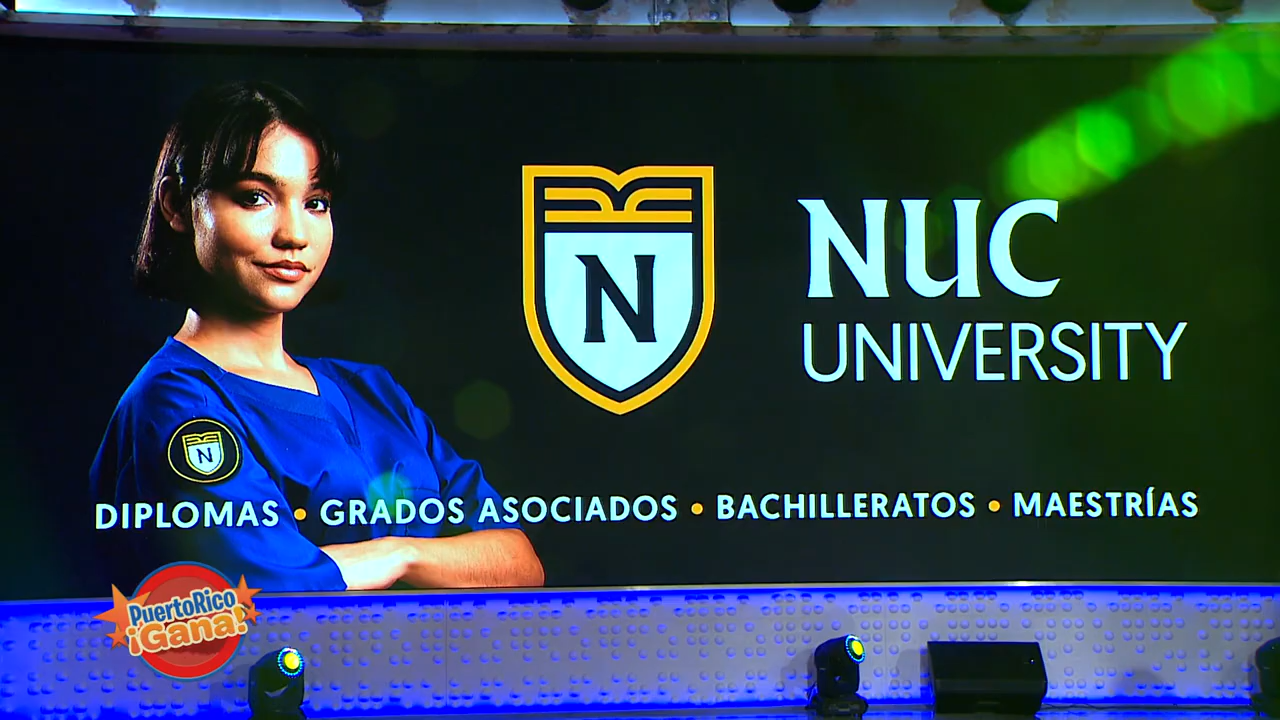 N
NUC
UNIVERSITY
N
DIPLOMAS • GRADOS ASOCIADOS • BACHILLERATOS • MAESTRÍAS
PuertoRico
¡Gana!